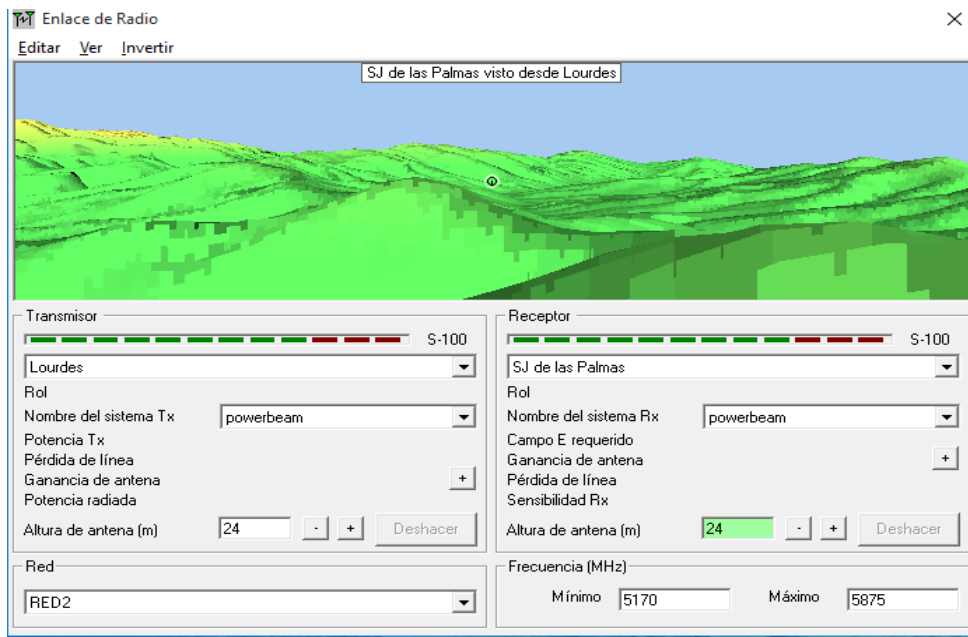 Enlace de Radio
Editar Ver Invertir
SJ de las Palmas visto desde Lourdes
Transmisor
S-100
Lourdes
Rol
Nombre del sistema Tx powerbeam
Potencia Tx
Pérdida de línea
Ganancia de antena +
Potencia radiada
Altura de antena (m) 24 - + Deshacer
Receptor
S-100
SJ de las Palmas
Rol
Nombre del sistema Rx powerbeam
Campo E requerido
Ganancia de antena +
Pérdida de línea
Sensibilidad Rx
Altura de antena (m) 24 - + Deshacer
Red
RED2
Frecuencia (MHz)
Mínimo 5170 Máximo 5875